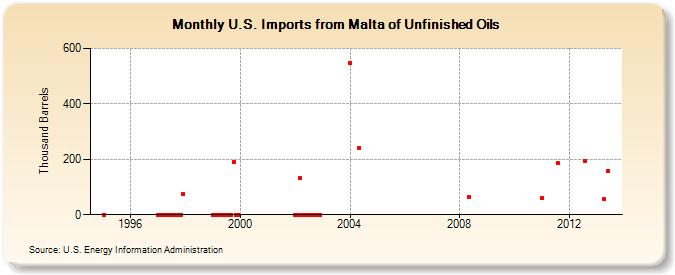 Monthly U.S. Imports from Malta of Unfinished Oils
Thousand Barrels
600
400
200
0
1996 2000 2004 2008 2012
Source: U.S. Energy Information Administration